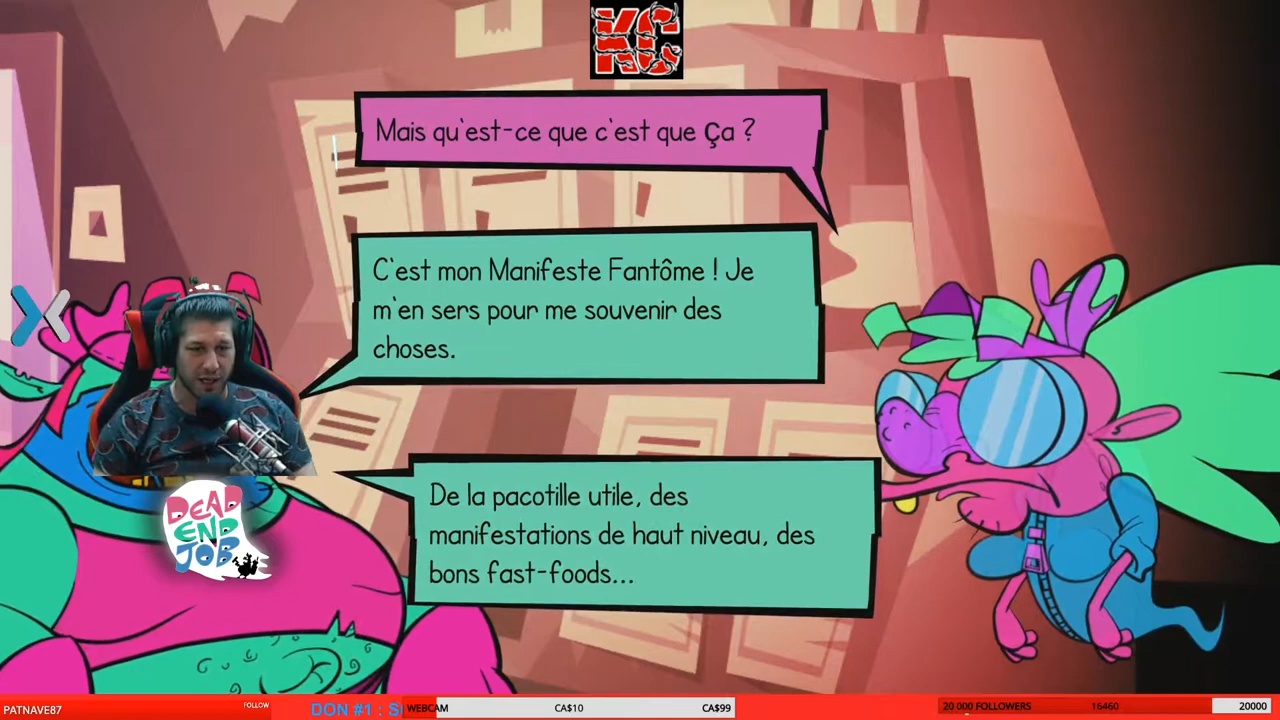 KC
Mais qu'est-ce que c'est que Ça ?
C'est mon Manifeste Fantôme ! Je
m'en sers pour me souvenir des
choses.
De la pacotille utile, des
manifestations de haut niveau, des
bons fast-foods...
DEAD
END
JOB
PATNAVE87
FOLLOW
DON #1 : S
WEBCAM
CA$10
CA$99
20 000 FOLLOWERS
16460
20000